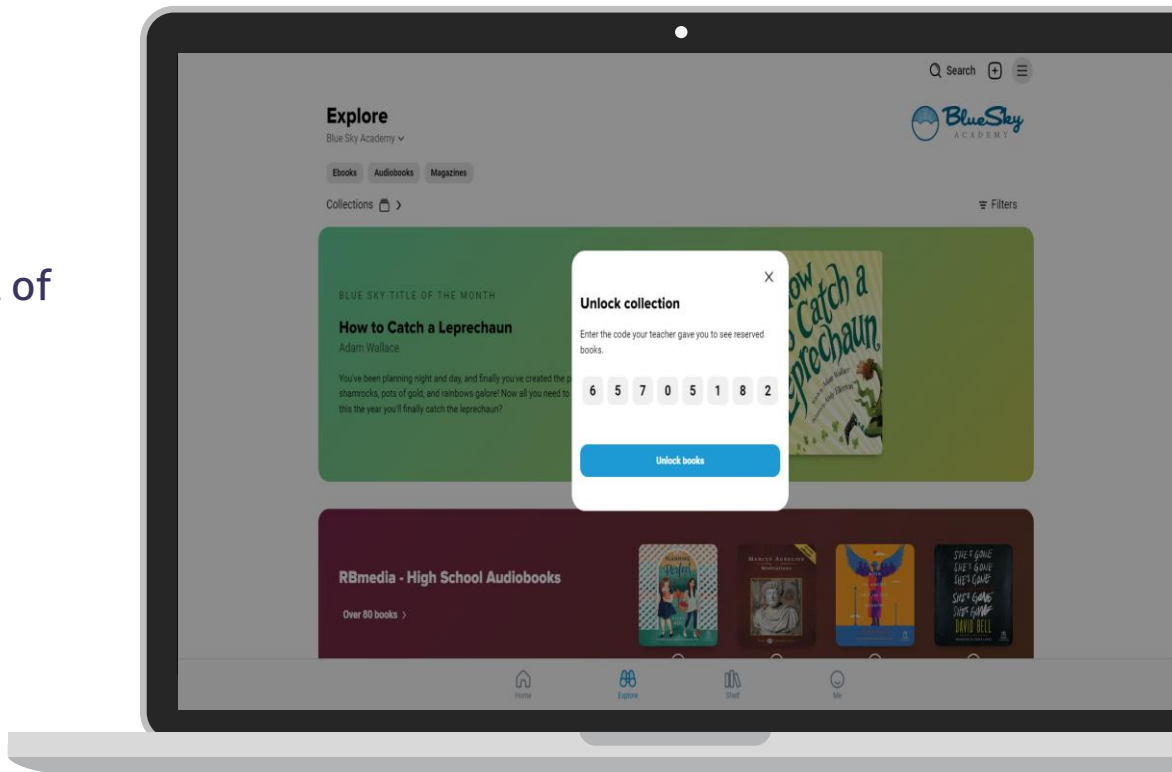 of
Search
Explore
BlueSky
ACADEMY
Blue Sky Academy
Ebooks Audiobooks Magazines
Collections
Filters
BLUE SKY TITLE OF THE MONTH
How to Catch a Leprechaun
Adam Wallace
You've been planning night and day, and finally you've created the p
shamrocks, pots of gold, and rainbows galore! Now all you need to
this the year you'll finally catch the leprechaun?
Unlock collection
Enter the code your teacher gave you to see reserved
books.
6 5 7 0 5 1 8 2
Unlock books
Catch a
Leprechaun
RBmedia - High School Audiobooks
Over 80 books
Perfect
MARCUS AURELIUS
Meditations
SHE'S GONE
SHE'S GONE
SHE'S GONE
SHE'S GONE
SHE'S GONE
DAVID BELL
Home Explore Shelf Me